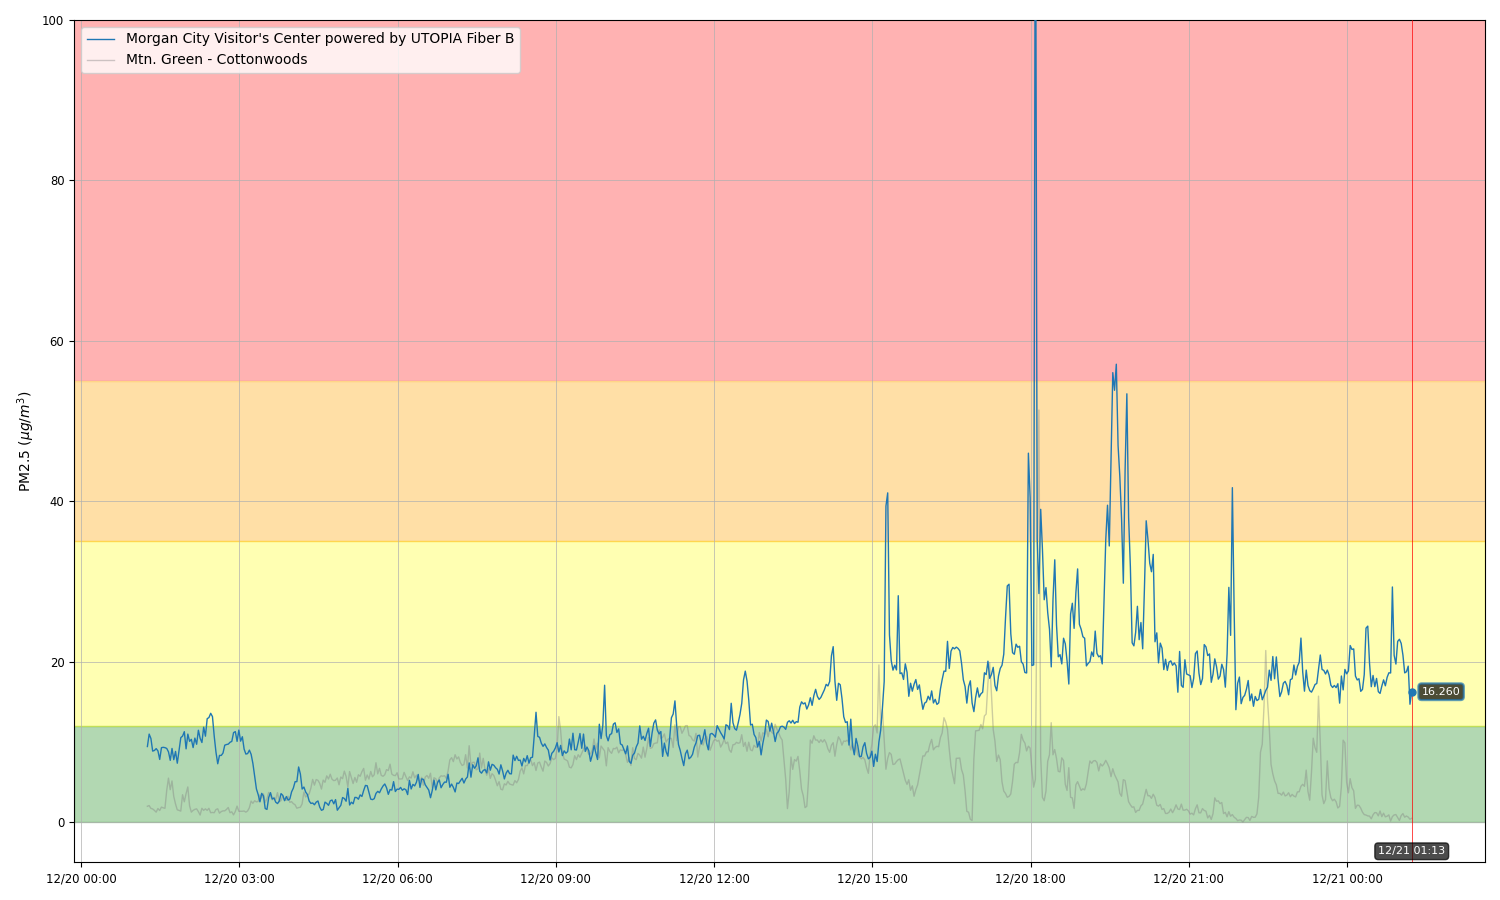 100
Morgan City Visitor's Center powered by UTOPIA Fiber B
Mtn. Green - Cottonwoods
80
60
40
20
0
PM2.5 (μg/m³)
16.260
12/21 01:13
12/20 00:00 12/20 03:00 12/20 06:00 12/20 09:00 12/20 12:00 12/20 15:00 12/20 18:00 12/20 21:00 12/21 00:00